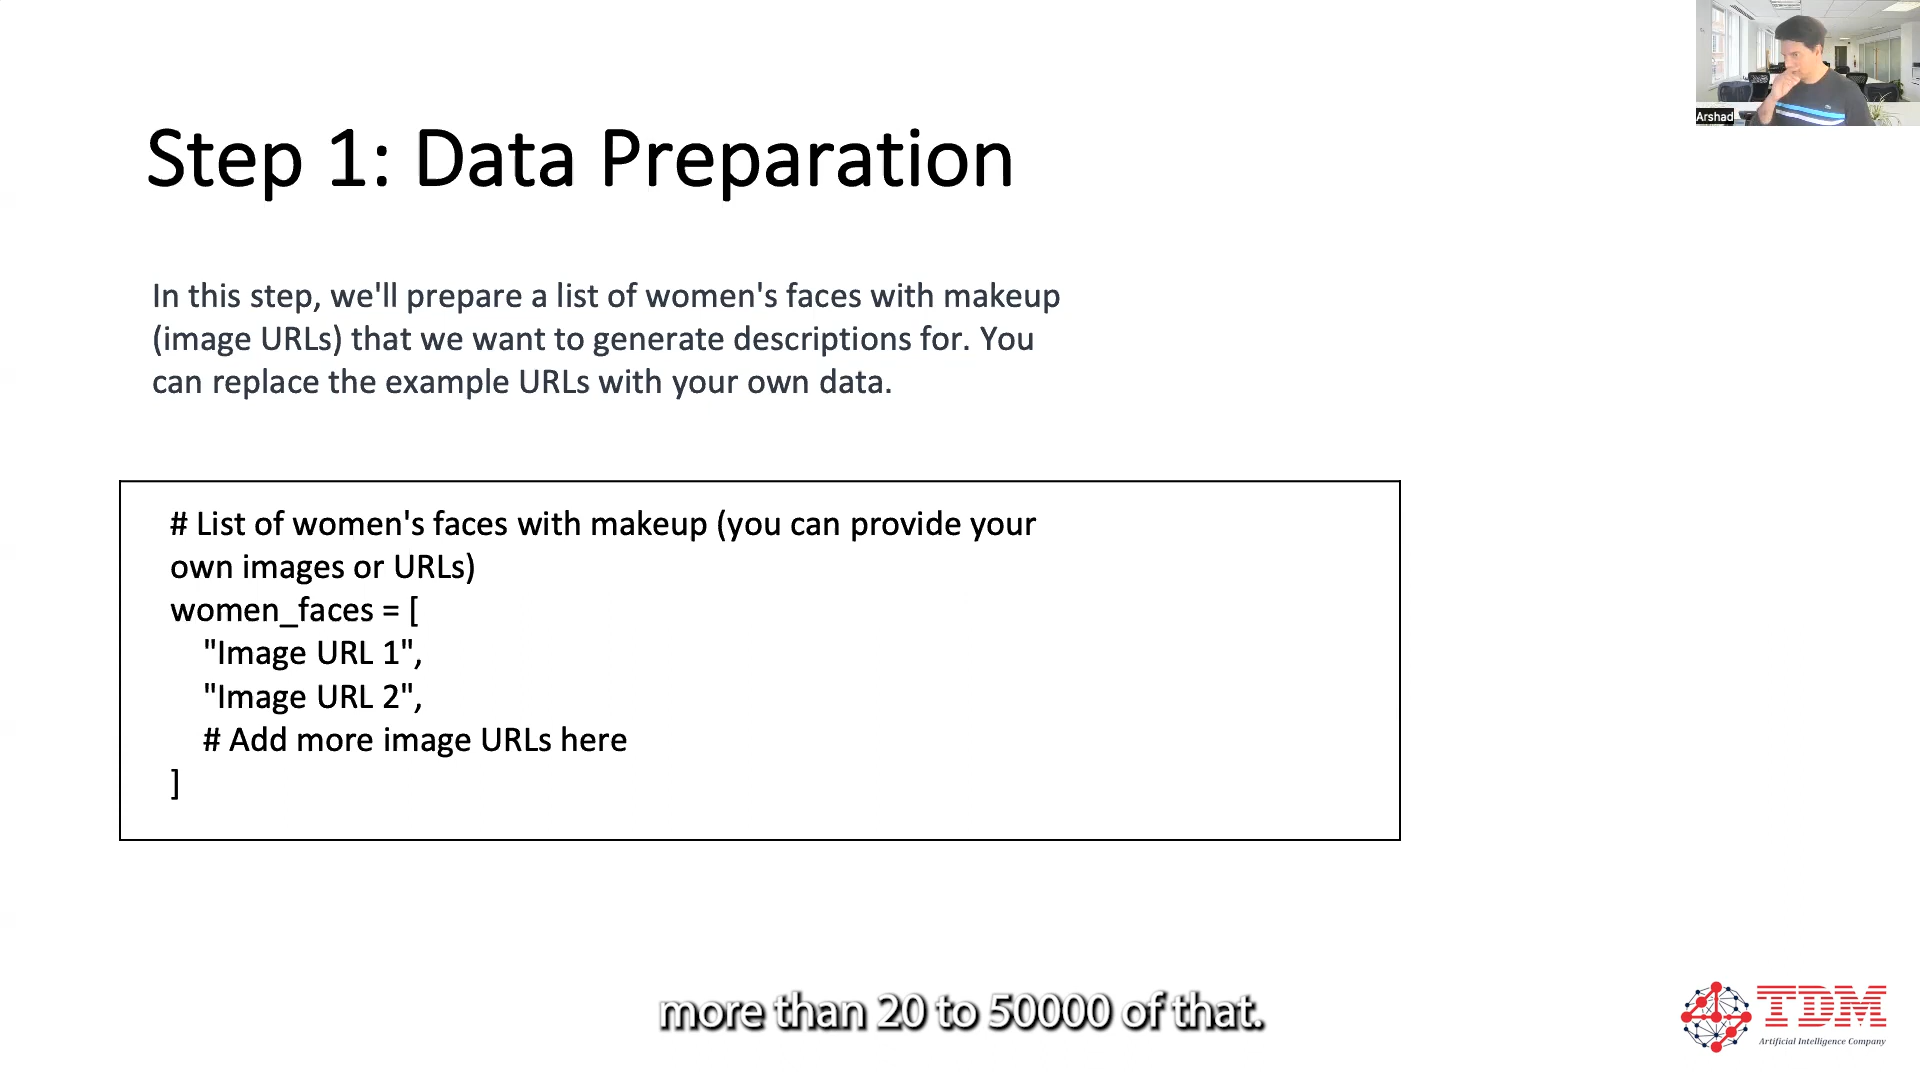 Arshad
Step 1: Data Preparation
In this step, we'll prepare a list of women's faces with makeup
(image URLs) that we want to generate descriptions for. You
can replace the example URLs with your own data.
# List of women's faces with makeup (you can provide your
own images or URLs)
women_faces = [
"Image URL 1",
"Image URL 2",
# Add more image URLs here
]
more than 20 to 50000 of that.
TDM
Artificial Intelligence Company